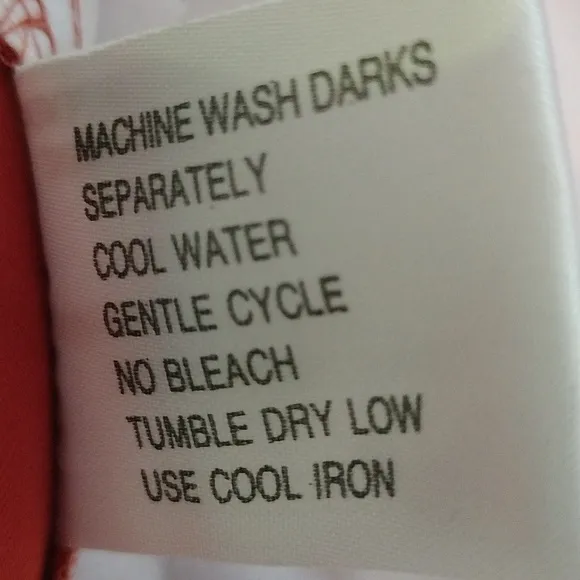 MACHINE WASH DARKS
SEPARATELY
COOL WATER
GENTLE CYCLE
NO BLEACH
TUMBLE DRY LOW
USE COOL IRON